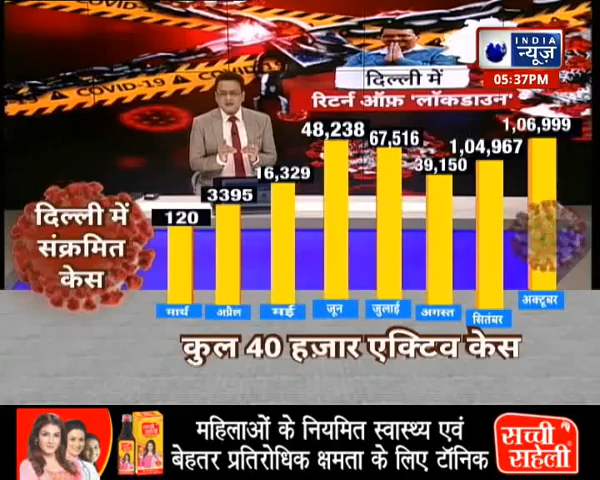 COVID-19
COVID-19
INDIA
न्यूज़
05:37PM
दिल्ली में
रिटर्न ऑफ़ 'लॉकडाउन'
दिल्ली में
संक्रमित
केस
120
3395
16,329
48,238
67,516
39,150
1,04,967
1,06,999
मार्च
अप्रैल
मई
जून
जुलाई
अगस्त
सितंबर
अक्टूबर
कुल 40 हज़ार एक्टिव केस
महिलाओं के नियमित स्वास्थ्य एवं
बेहतर प्रतिरोधिक क्षमता के लिए टॉनिक
सच्ची
सहेली